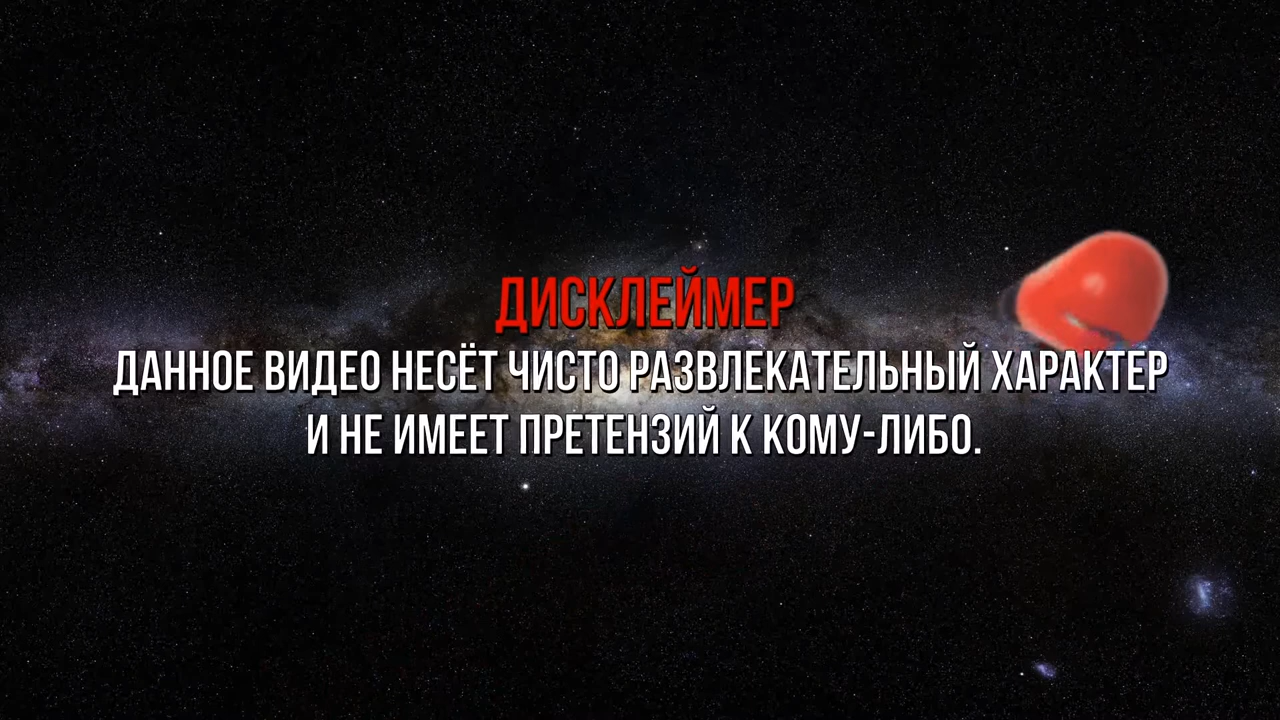 ДИСКЛЕЙМЕР
ДАННОЕ ВИДЕО НЕСЁТ ЧИСТО РАЗВЛЕКАТЕЛЬНЫЙ ХАРАКТЕР
И НЕ ИМЕЕТ ПРЕТЕНЗИЙ К КОМУ-ЛИБО.